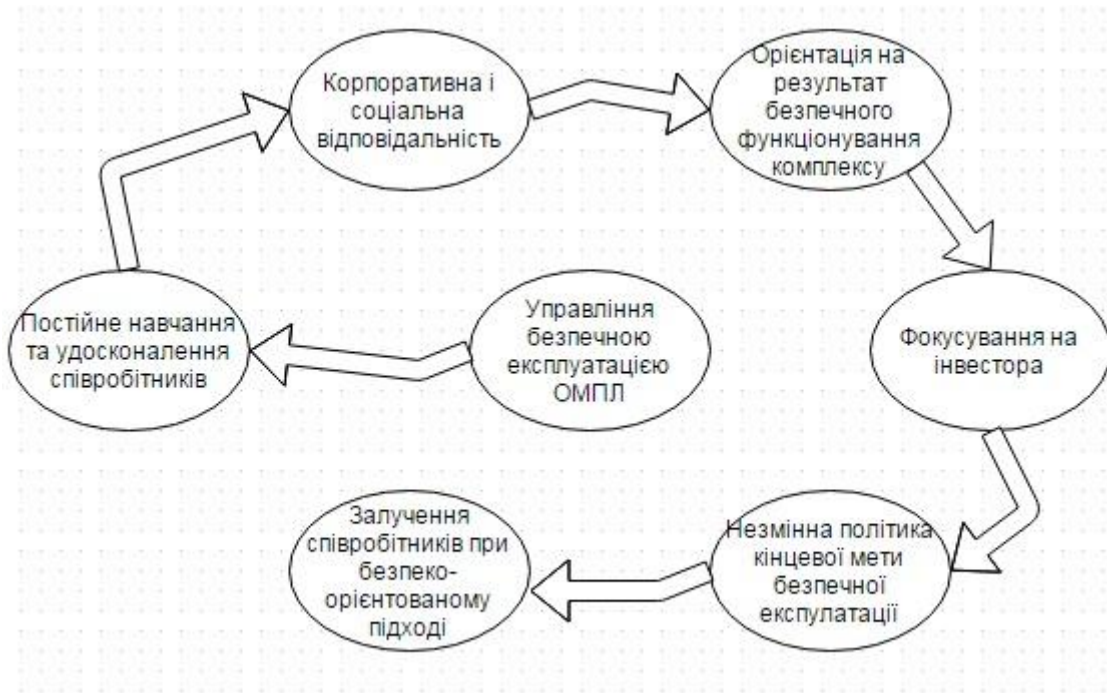 Корпоративна і
соціальна
відповідальність
Орієнтація на
результат
безпечного
функціонування
комплексу
Постійне навчання
та удосконалення
співробітників
Управління
безпечною
експлуатацією
ОМПЛ
Фокусування на
інвестора
Залучення
співробітників при
безпеко-
орієнтованому
підході
Незмінна політика
кінцевої мети
безпечної
експулатації